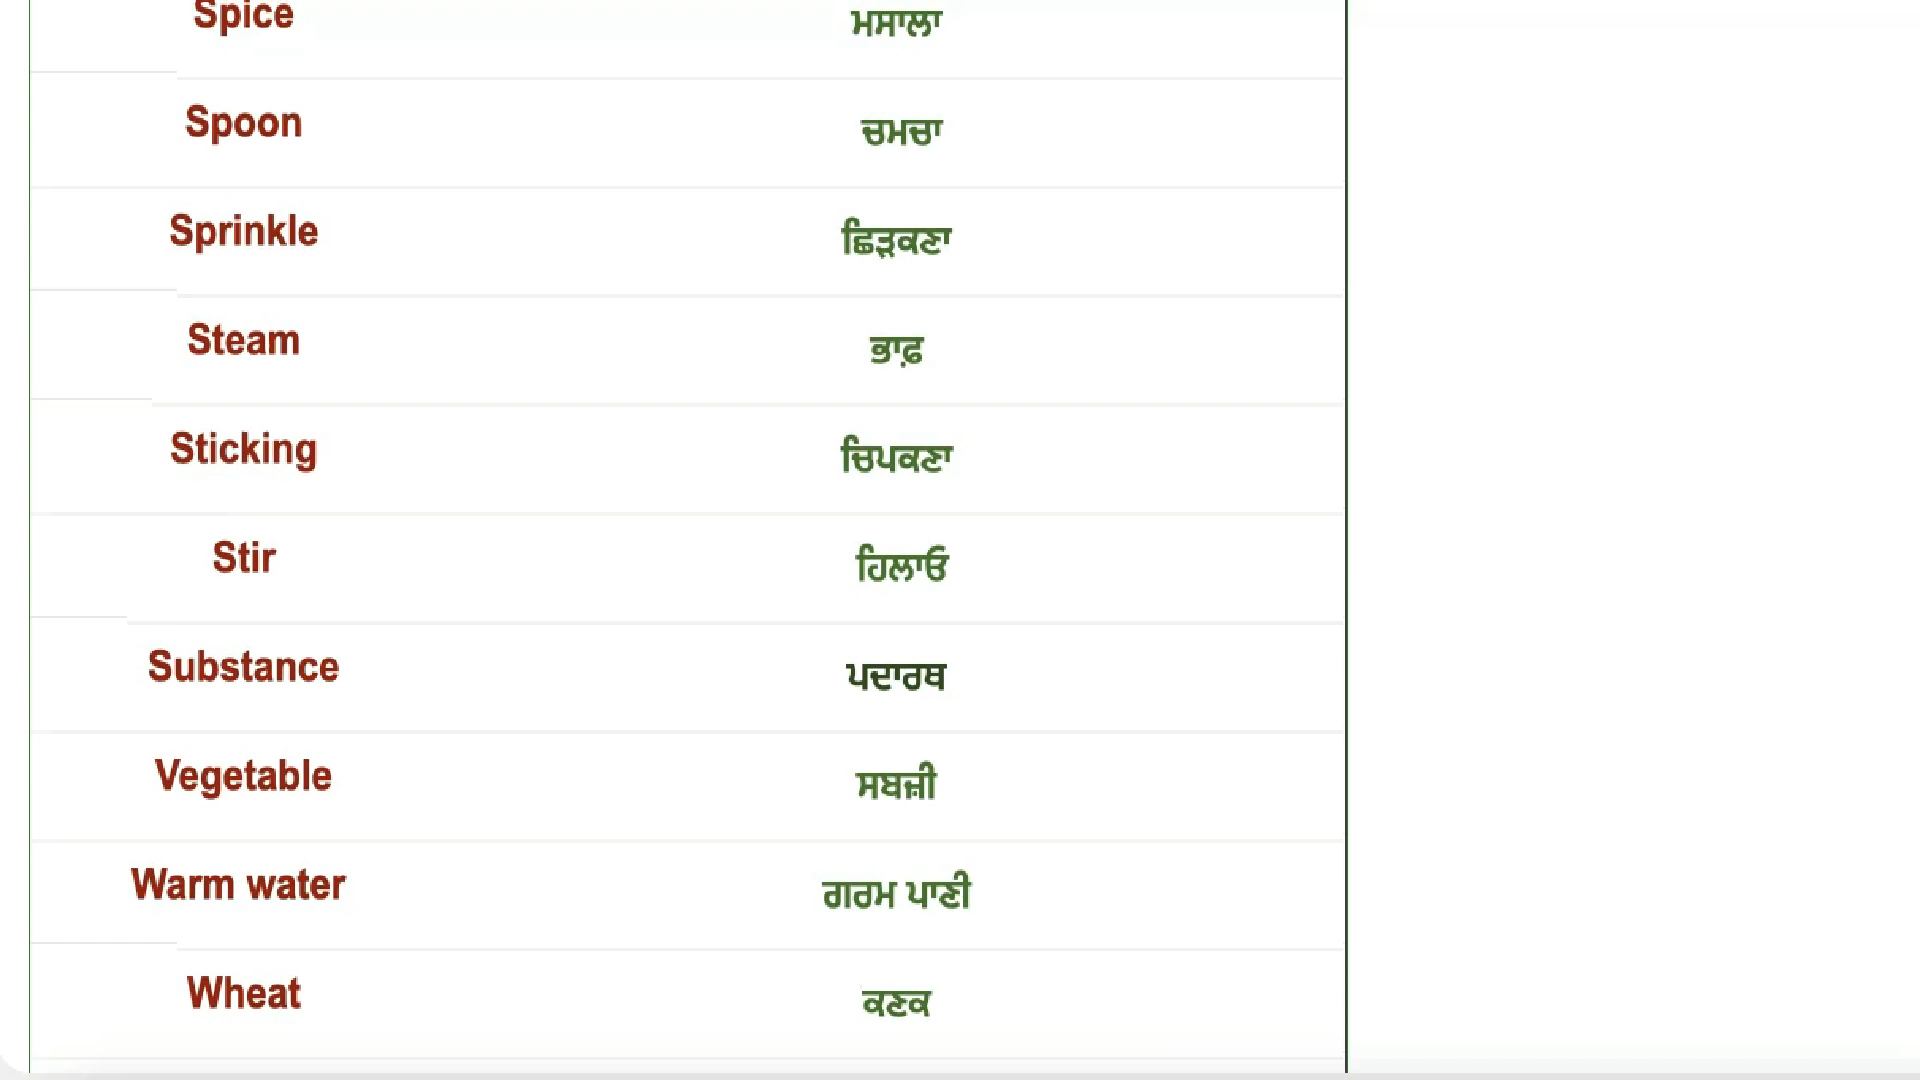 Spice ਮਸਾਲਾ
Spoon ਚਮਚਾ
Sprinkle ਛਿੜਕਣਾ
Steam ਭਾਫ਼
Sticking ਚਿਪਕਣਾ
Stir ਹਿਲਾਓ
Substance ਪਦਾਰਥ
Vegetable ਸਬਜ਼ੀ
Warm water ਗਰਮ ਪਾਣੀ
Wheat ਕਣਕ